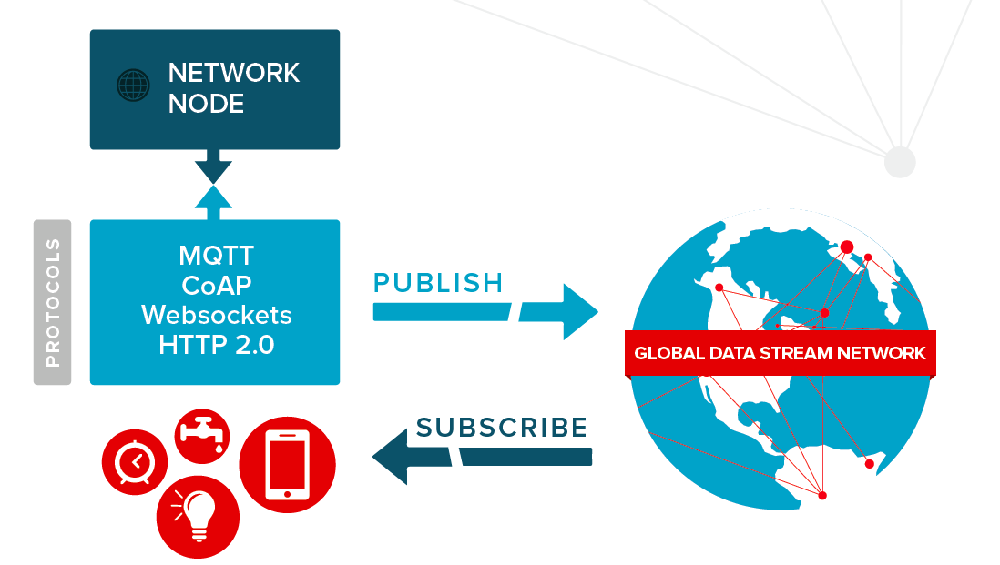 NETWORK
NODE
PROTOCOLS
MQTT
CoAP
Websockets
HTTP 2.0
PUBLISH
GLOBAL DATA STREAM NETWORK
SUBSCRIBE